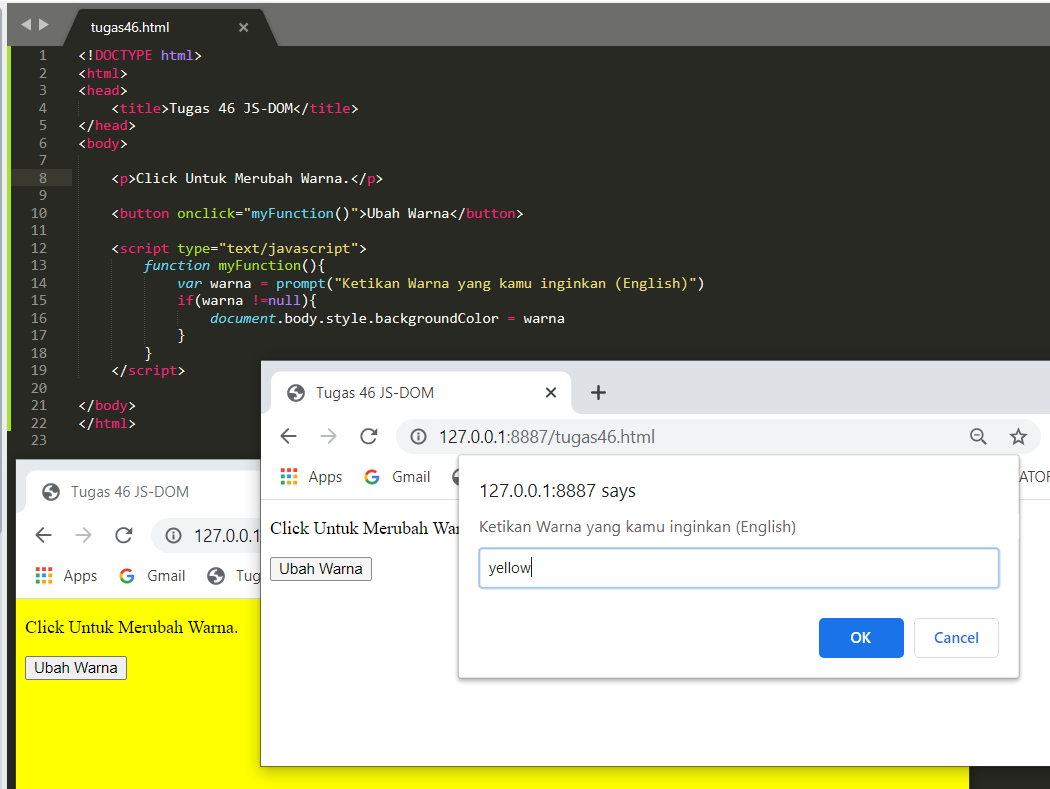 tugas46.html
1 <!DOCTYPE html>
2 <html>
3 <head>
4 <title>Tugas 46 JS-DOM</title>
5 </head>
6 <body>
7
8 <p>Click Untuk Merubah Warna.</p>
9
10 <button onclick="myFunction()">Ubah Warna</button>
11
12 <script type="text/javascript">
13 function myFunction(){
14 var warna = prompt("Ketikan Warna yang kamu inginkan (English)")
15 if(warna !=null){
16 document.body.style.backgroundColor = warna
17 }
18 }
19 </script>
20
21 </body>
22 </html>
23
Tugas 46 JS-DOM
127.0.0.1:8887/tugas46.html
Apps Gmail
127.0.0.1:8887 says
Ketikan Warna yang kamu inginkan (English)
yellow
OK Cancel
Click Untuk Merubah War
Ubah Warna
Tugas 46 JS-DOM
127.0.0.1
Apps Gmail Tug
Click Untuk Merubah Warna.
Ubah Warna